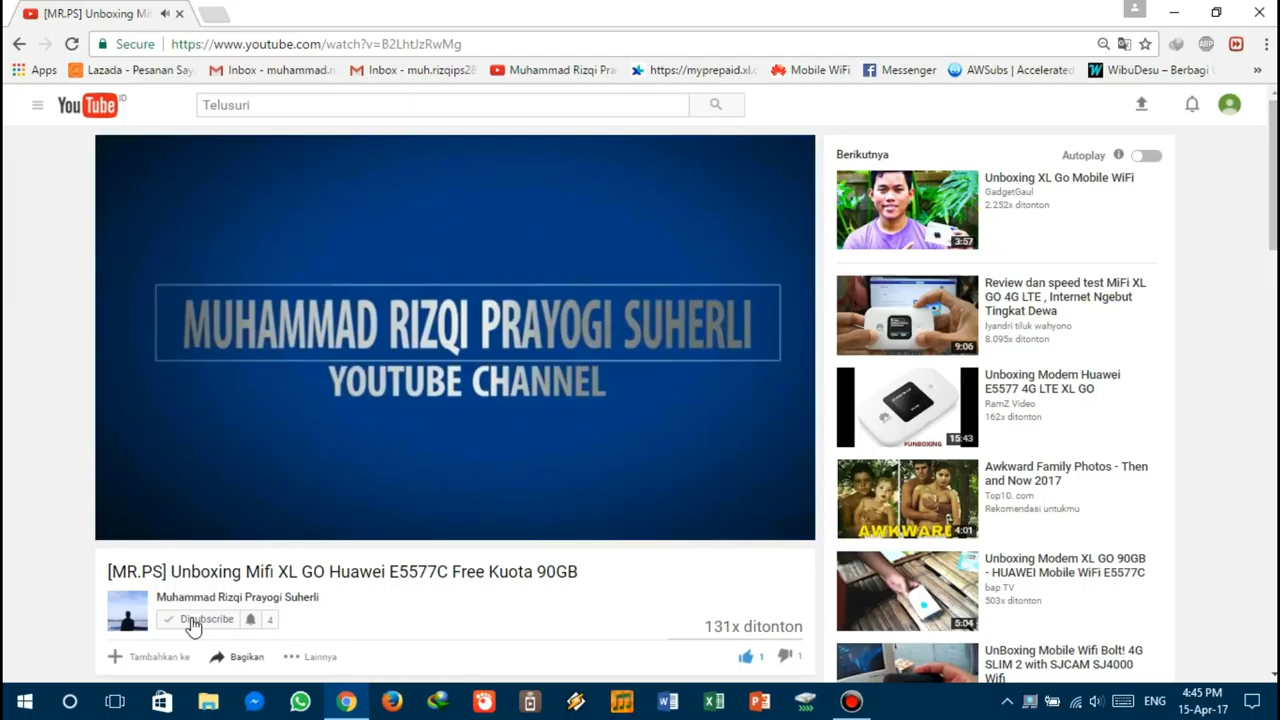 [MR.PS] Unboxing Mi
Secure
https://www.youtube.com/watch?v=B2LhtJzRwMg
Apps
Lazada - Pesanan Say
Inbox - muhammad.r
Inbox - muh.rizqips28
Muhammad Rizqi Pra
https://myprepaid.xl.c
Mobile WiFi
Messenger
AWSubs | Accelerated
WibuDesu – Berbagi
»
YouTube ID
Telusuri
MUHAMMAD RIZQI PRAYOGI SUHERLI
YOUTUBE CHANNEL
[MR.PS] Unboxing Mifi XL GO Huawei E5577C Free Kuota 90GB
Muhammad Rizqi Prayogi Suherli
Disubscribe
4
131x ditonton
Tambahkan ke
Bagikan
Lainnya
1
1
Berikutnya
Autoplay
Unboxing XL Go Mobile WiFi
GadgetGaul
2.252x ditonton
3:57
Review dan speed test MiFi XL
GO 4G LTE , Internet Ngebut
Tingkat Dewa
Iyandri tiluk wahyono
8.095x ditonton
9:06
Unboxing Modem Huawei
E5577 4G LTE XL GO
RamZ Video
162x ditonton
15:43
#UNBOXING
Awkward Family Photos - Then
and Now 2017
Top10. com
Rekomendasi untukmu
AWKWARD
4:01
Unboxing Modem XL GO 90GB
- HUAWEI Mobile WiFi E5577C
bap TV
503x ditonton
5:04
UnBoxing Mobile Wifi Bolt! 4G
SLIM 2 with SJCAM SJ4000
Wifi
ENG
4:45 PM
15-Apr-17